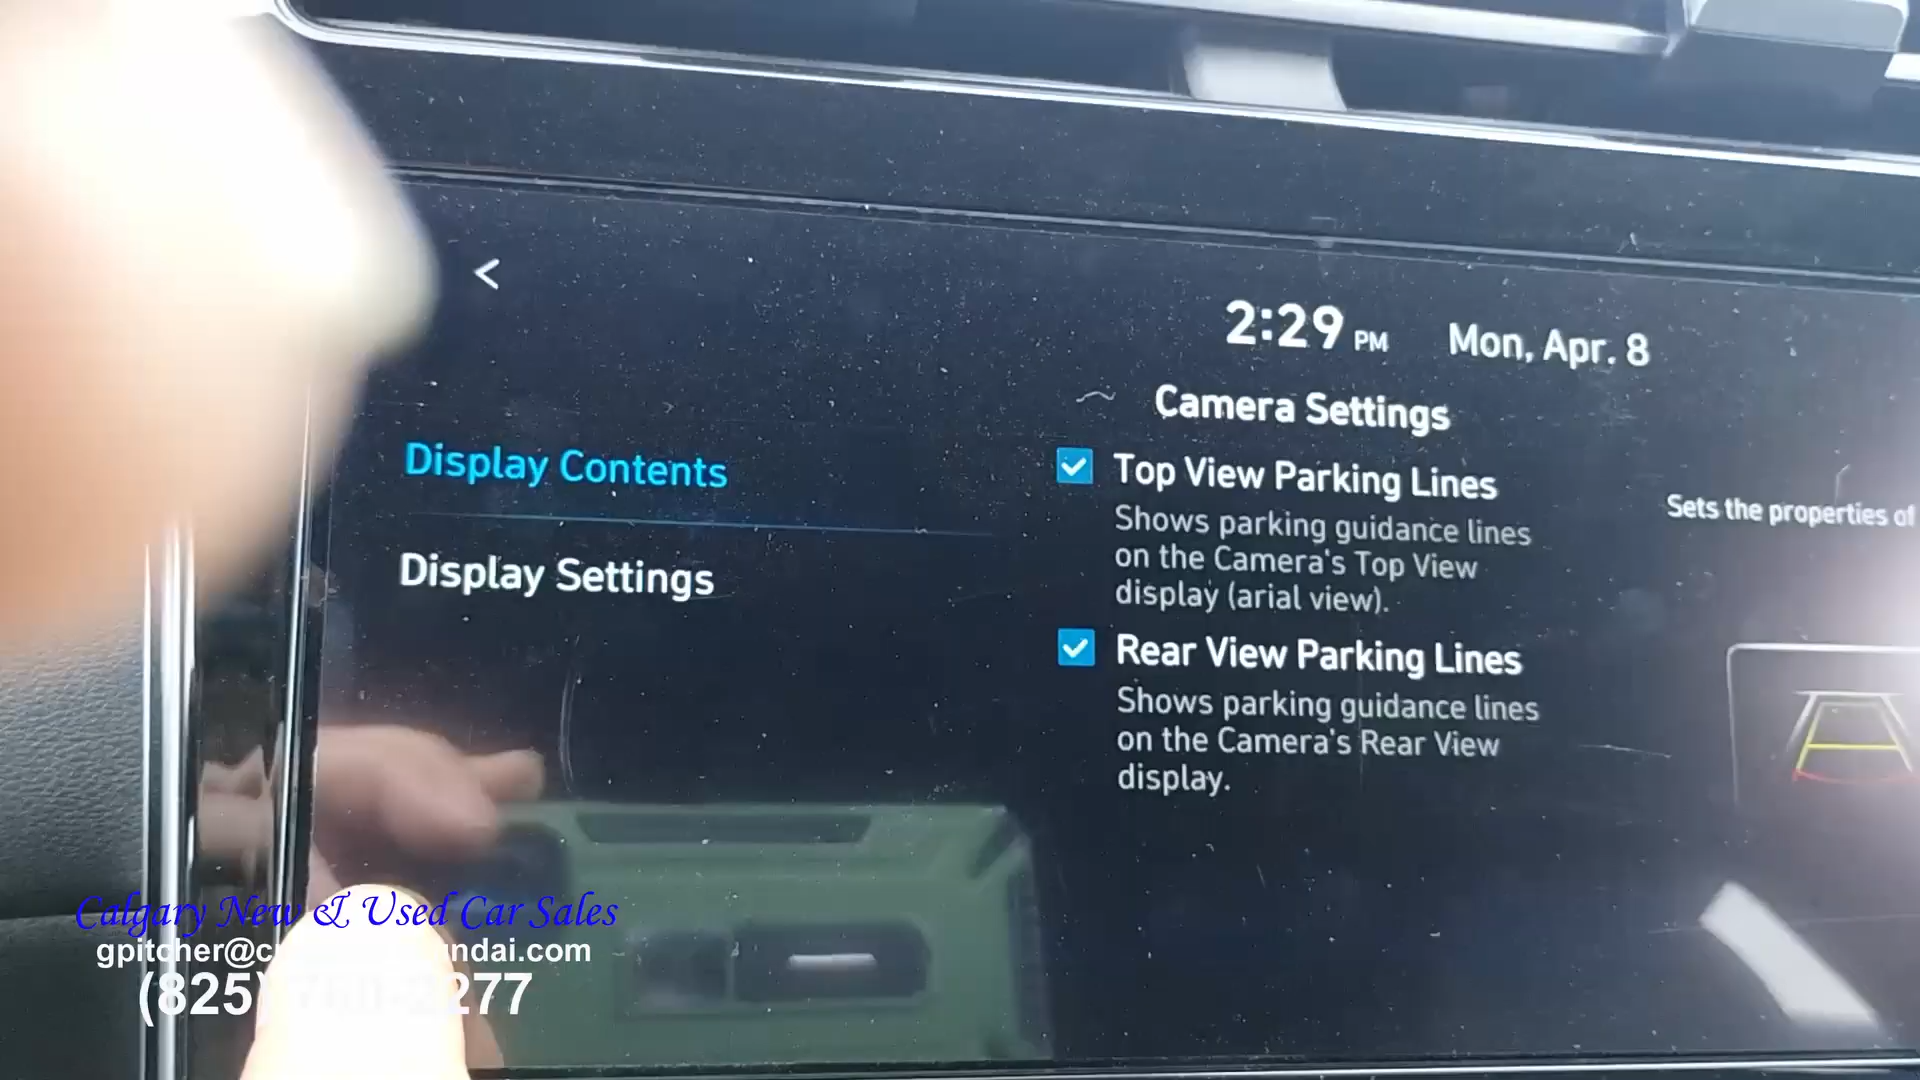 <
2:29 PM Mon, Apr. 8
Camera Settings
Display Contents
Display Settings
Top View Parking Lines
Shows parking guidance lines
on the Camera's Top View
display (arial view).
Rear View Parking Lines
Shows parking guidance lines
on the Camera's Rear View
display.
Sets the properties of
Calgary New & Used Car Sales
(825) 277